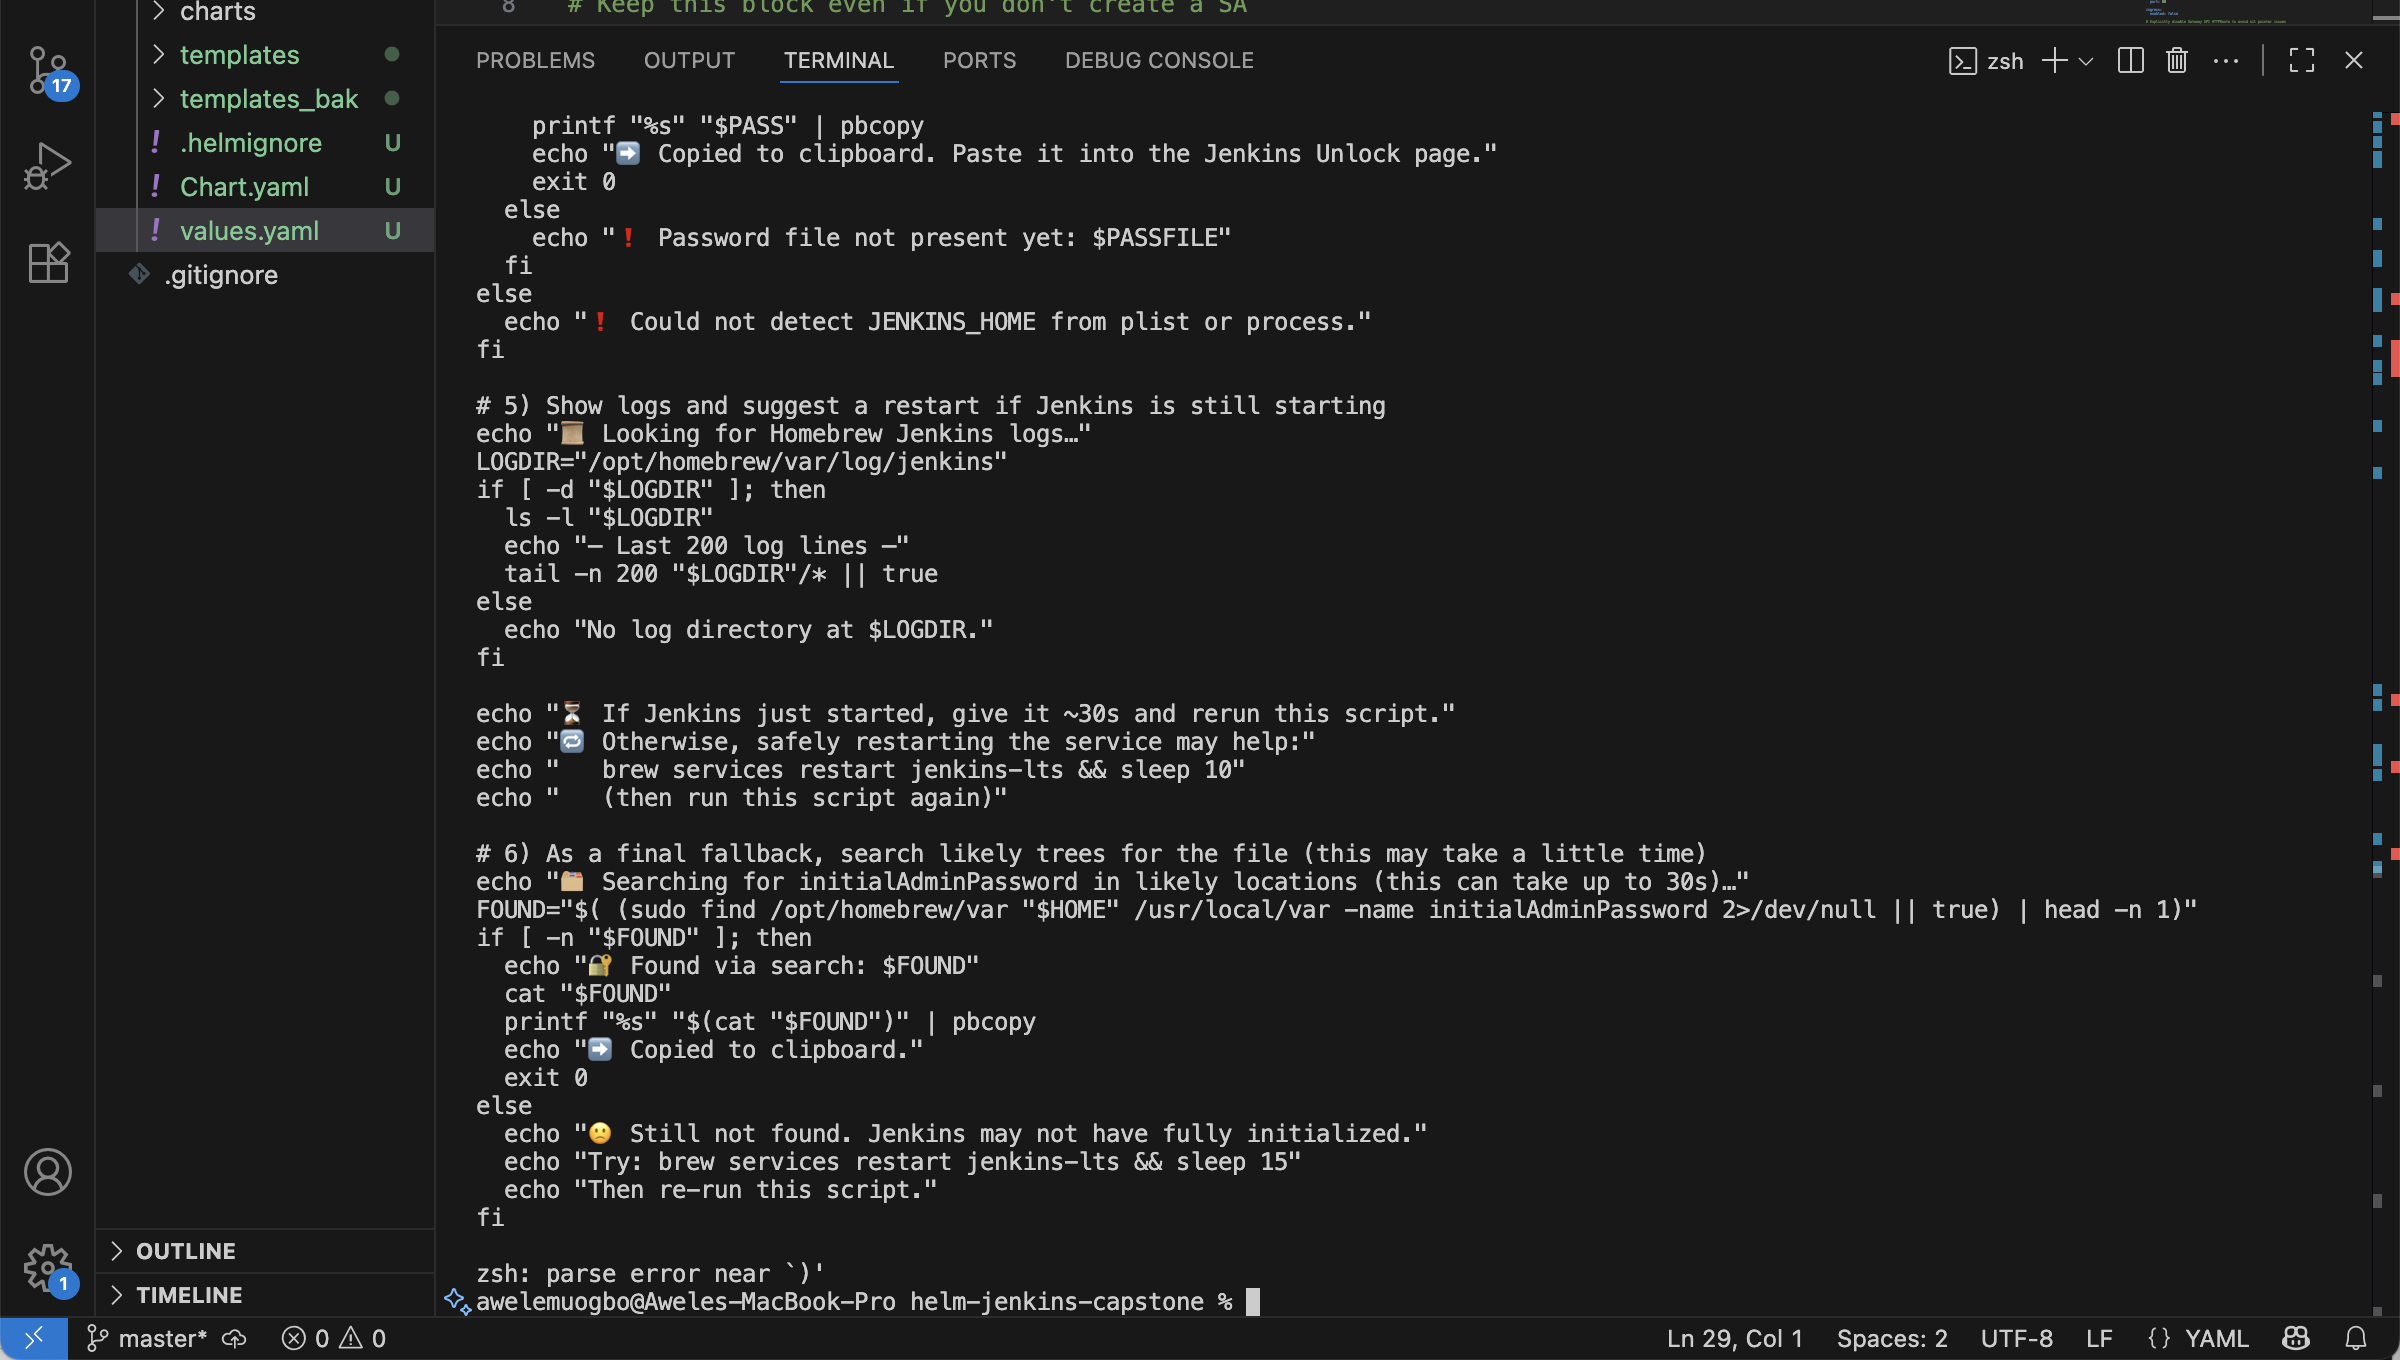 charts
templates
templates_bak
! .helmignore U
! Chart.yaml U
! values.yaml U
.gitignore
17
OUTLINE
TIMELINE
1
8 # Keep this block even if you don't create a SA
PROBLEMS OUTPUT TERMINAL PORTS DEBUG CONSOLE
zsh
    printf "%s" "$PASS" | pbcopy
    echo "➡️ Copied to clipboard. Paste it into the Jenkins Unlock page."
    exit 0
  else
    echo "❗ Password file not present yet: $PASSFILE"
  fi
else
  echo "❗ Could not detect JENKINS_HOME from plist or process."
fi
# 5) Show logs and suggest a restart if Jenkins is still starting
echo "📜 Looking for Homebrew Jenkins logs…"
LOGDIR="/opt/homebrew/var/log/jenkins"
if [ -d "$LOGDIR" ]; then
  ls -l "$LOGDIR"
  echo "— Last 200 log lines —"
  tail -n 200 "$LOGDIR"/* || true
else
  echo "No log directory at $LOGDIR."
fi
echo "⏳ If Jenkins just started, give it ~30s and rerun this script."
echo "🔁 Otherwise, safely restarting the service may help:"
echo "   brew services restart jenkins-lts && sleep 10"
echo "   (then run this script again)"
# 6) As a final fallback, search likely trees for the file (this may take a little time)
echo "🗂️ Searching for initialAdminPassword in likely locations (this can take up to 30s)…"
FOUND="$( (sudo find /opt/homebrew/var "$HOME" /usr/local/var -name initialAdminPassword 2>/dev/null || true) | head -n 1)"
if [ -n "$FOUND" ]; then
  echo "🔐 Found via search: $FOUND"
  cat "$FOUND"
  printf "%s" "$(cat "$FOUND")" | pbcopy
  echo "➡️ Copied to clipboard."
  exit 0
else
  echo "🙁 Still not found. Jenkins may not have fully initialized."
  echo "Try: brew services restart jenkins-lts && sleep 15"
  echo "Then re-run this script."
fi
zsh: parse error near `)'
awelemuogbo@Aweles-MacBook-Pro helm-jenkins-capstone %
master* 0 0
Ln 29, Col 1 Spaces: 2 UTF-8 LF {} YAML